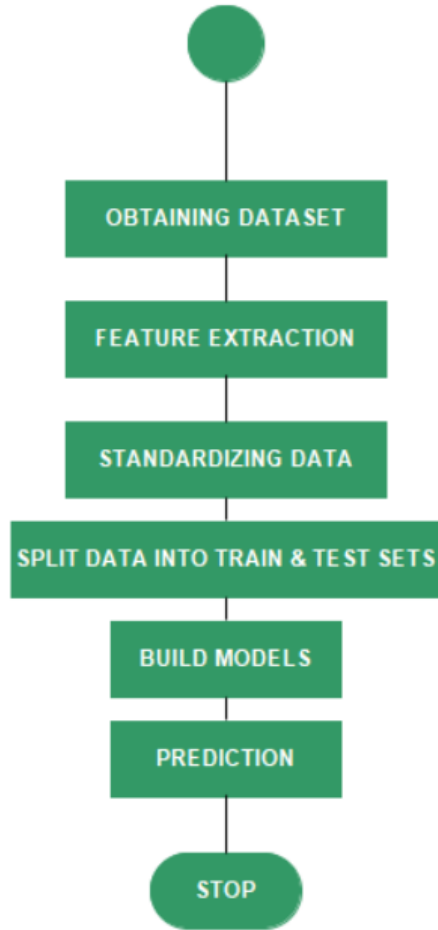 OBTAINING DATASET
FEATURE EXTRACTION
STANDARDIZING DATA
SPLIT DATA INTO TRAIN & TEST SETS
BUILD MODELS
PREDICTION
STOP